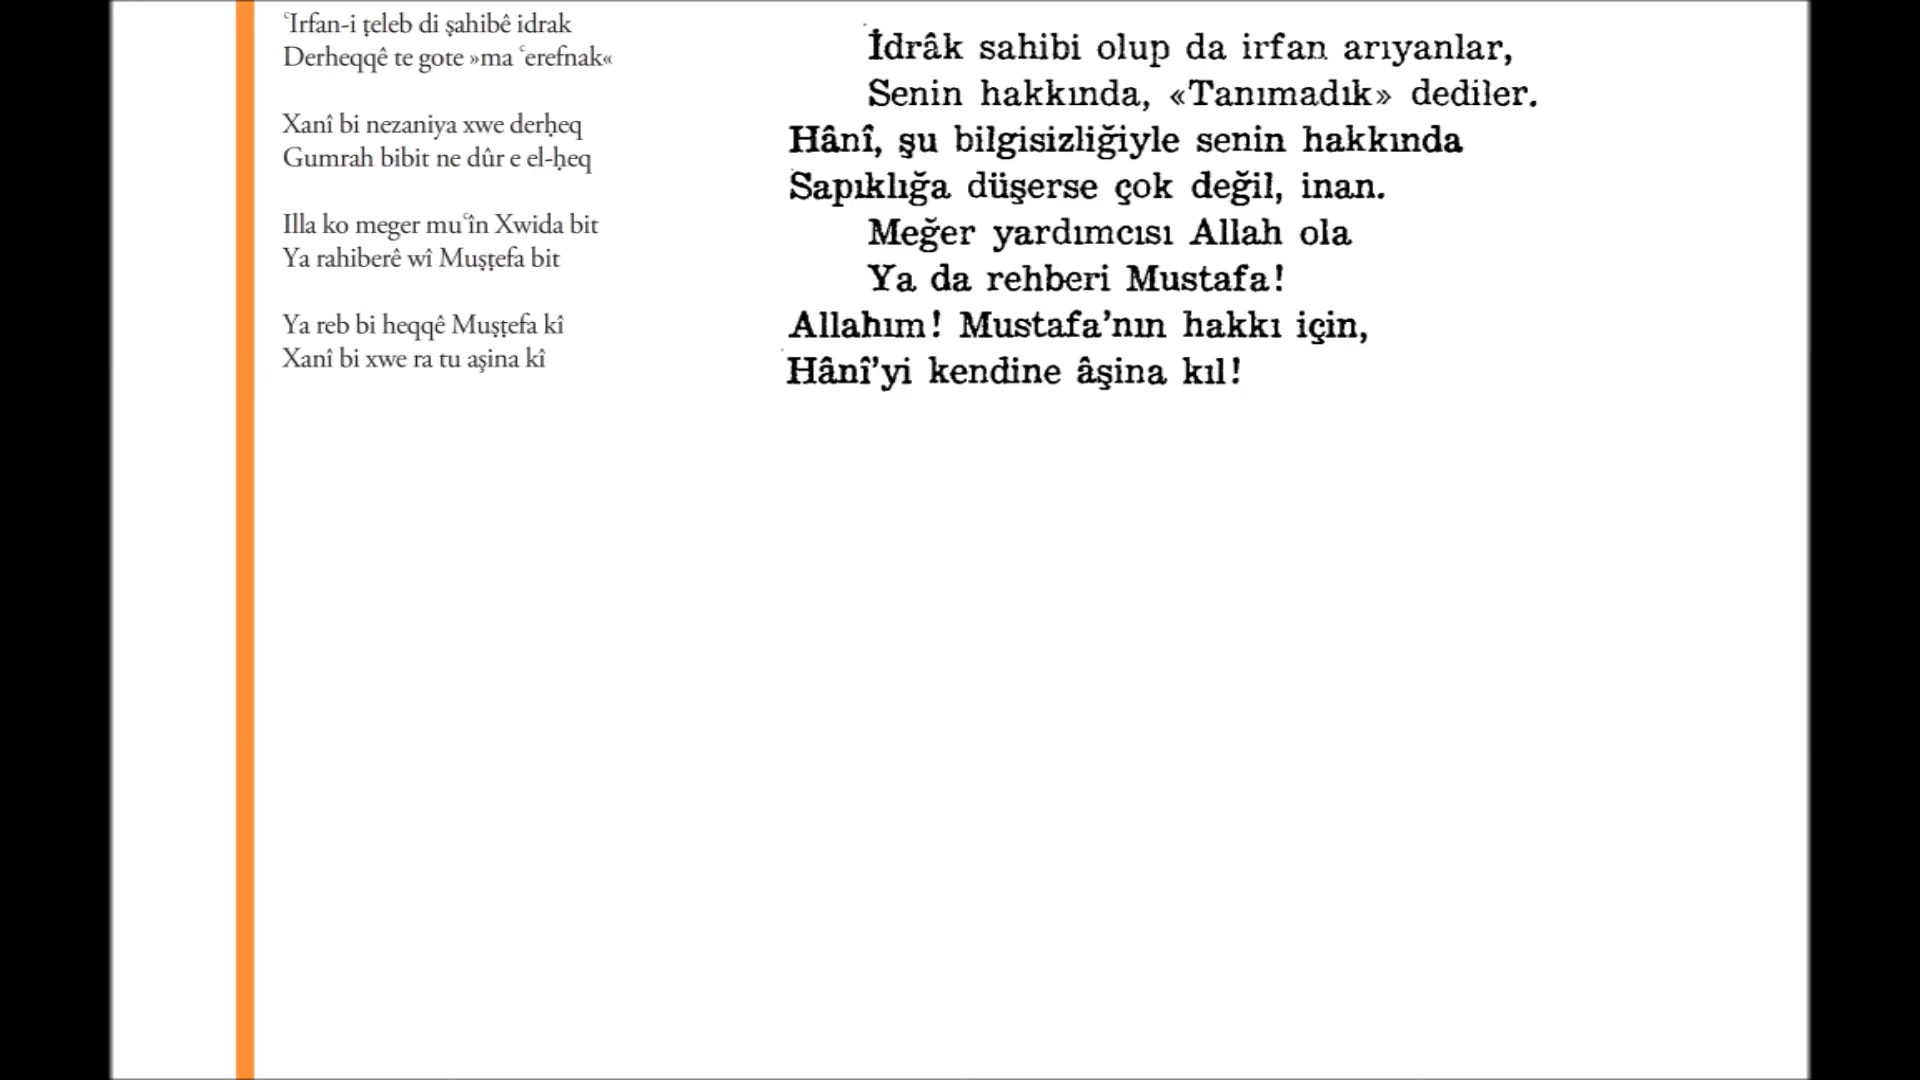 ʿIrfan-i ṭeleb di ṣahibê idrak
Derheqqê te gote »ma ʿerefnak«
Xanî bi nezaniya xwe derḥeq
Gumrah bibit ne dûr e el-ḥeq
Illa ko meger muʿîn Xwida bit
Ya rahiberê wî Muṣṭefa bit
Ya reb bi heqqê Muṣṭefa kî
Xanî bi xwe ra tu aşina kî
İdrâk sahibi olup da irfan arıyanlar,
Senin hakkında, «Tanımadık» dediler.
Hânî, şu bilgisizliğiyle senin hakkında
Sapıklığa düşerse çok değil, inan.
Meğer yardımcısı Allah ola
Ya da rehberi Mustafa!
Allahım! Mustafa’nın hakkı için,
Hânî’yi kendine âşina kıl!